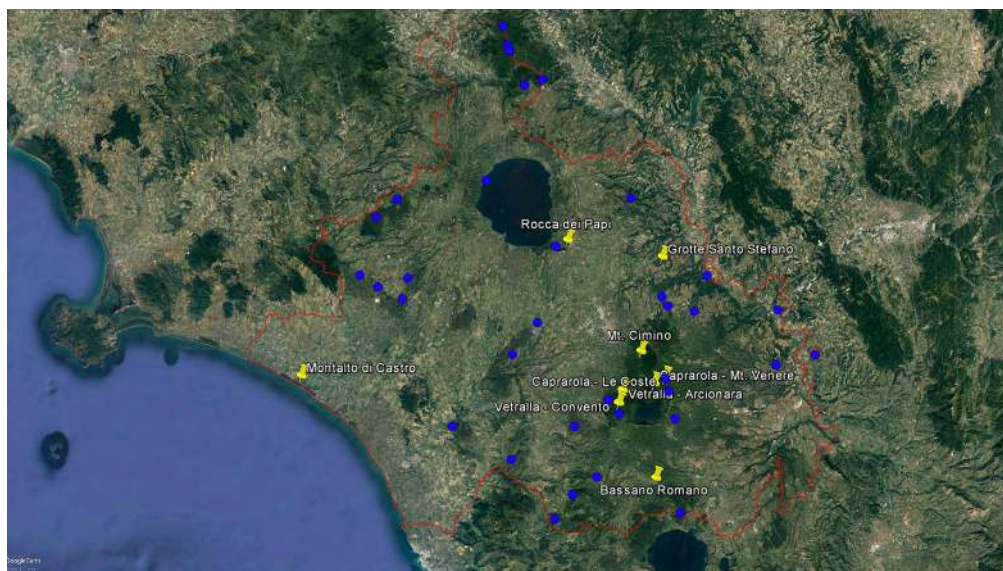 Rocca dei Papi
Grotte Santo Stefano
Mt. Cimino
Montalto di Castro
Caprarola - Le Coste
Caprarola - Mt. Venere
Vetralla - Arcionara
Vetralla - Convento
Bassano Romano
Google Earth